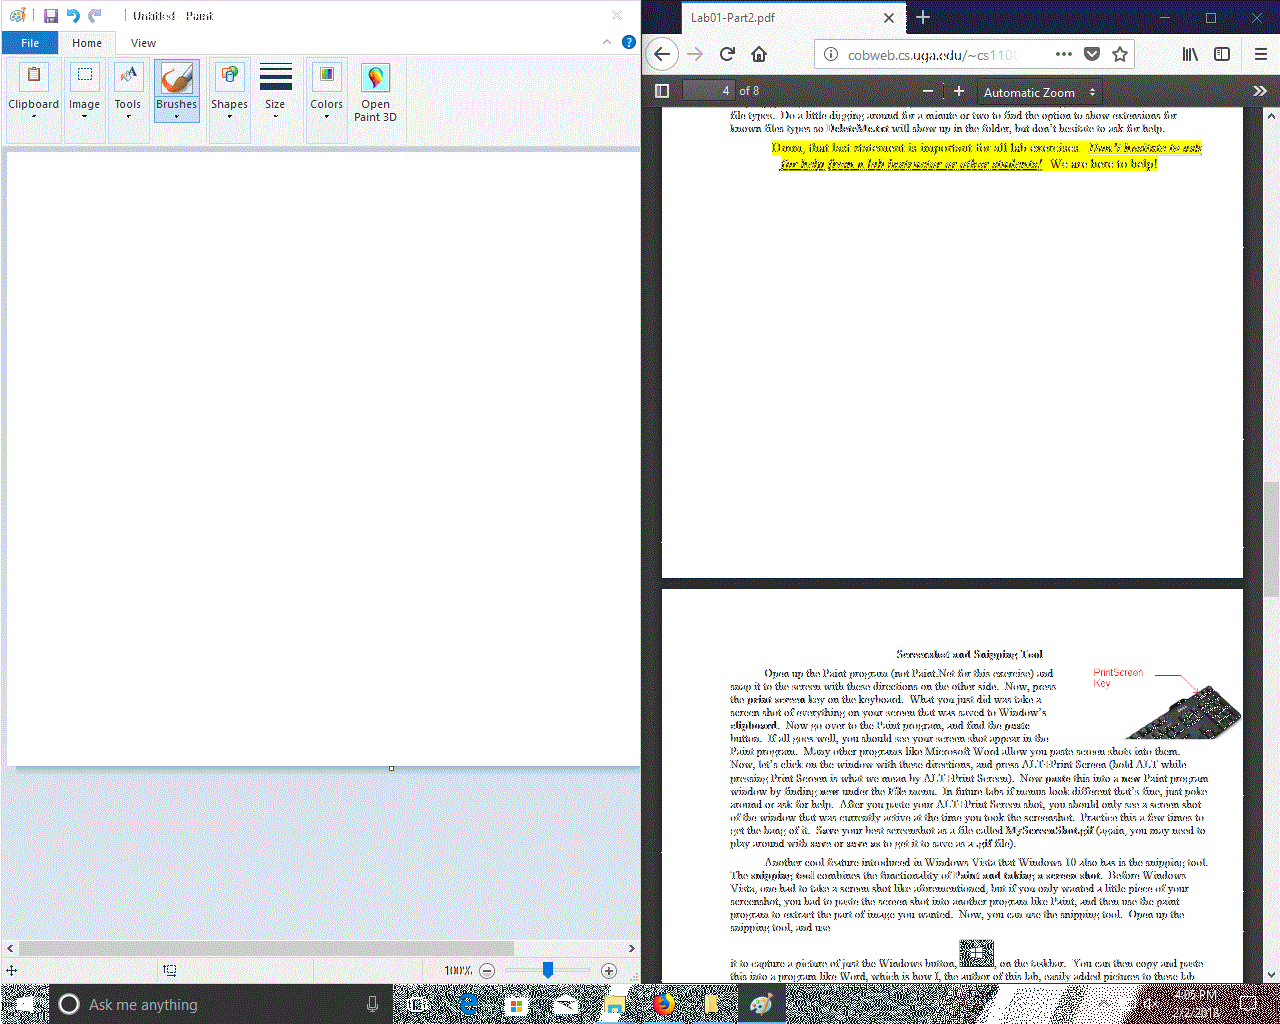 Untitled - Paint
File Home View
Clipboard Image Tools Brushes Shapes Size Colors Open Paint 3D
100%
Lab01-Part2.pdf
cobweb.cs.uga.edu/~cs110
4 of 8
Automatic Zoom
file types. Do a little digging around for a minute or two to find the option to show extensions for
known files types so DeleteMe.txt will show up in the folder, but don't hesitate to ask for help.
that last statement is important for all lab exercises. Don't hesitate to ask
for help from a lab instructor or other students! We are here to help!
Screenshot and Snipping Tool
PrintScreen
Key
Open up the Paint program (not Paint.Net for this exercise) and
snap it to the screen with these directions on the other side. Now, press
the print screen key on the keyboard. What you just did was take a
screen shot of everything on your screen that was saved to Window's
clipboard. Now go over to the Paint program, and find the paste
button. If all goes well, you should see your screen shot appear in the
Paint program. Many other programs like Microsoft Word allow you paste screen shots into them.
Now, let's click on the window with these directions, and press ALT+Print Screen (hold ALT while
pressing Print Screen is what we mean by ALT+Print Screen). Now paste this into a new Paint program
window by finding new under the File menu. In future labs if menus look different that's fine, just poke
around or ask for help. After you paste your ALT+Print Screen shot, you should only see a screen shot
of the window that was currently active at the time you took the screenshot. Practice this a few times to
get the hang of it. Save your best screenshot as a file called MyScreenShot.gif (again, you may need to
play around with save or save as to get it to save as a .gif file).
Another cool feature introduced in Windows Vista that Windows 10 also has is the snipping tool.
The snipping tool combines the functionality of Paint and taking a screen shot. Before Windows
Vista, one had to take a screen shot like aforementioned, but if you only wanted a little piece of your
screenshot, you had to paste the screen shot into another program like Paint, and then use the paint
program to extract the part of image you wanted. Now, you can use the snipping tool. Open up the
snipping tool, and use
it to capture a picture of just the Windows button, , on the taskbar. You can then copy and paste
this into a program like Word, which is how I, the author of this lab, easily added pictures to these lab
Ask me anything